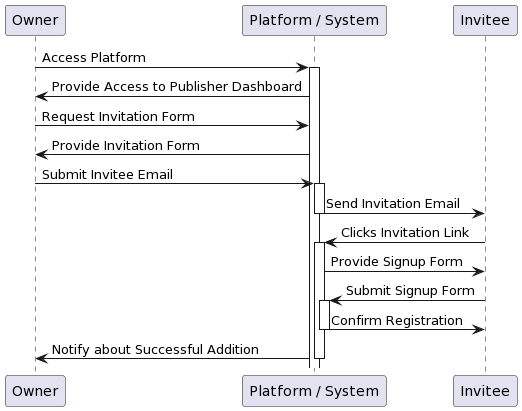 Owner
Platform / System
Invitee
Access Platform
Provide Access to Publisher Dashboard
Request Invitation Form
Provide Invitation Form
Submit Invitee Email
Send Invitation Email
Clicks Invitation Link
Provide Signup Form
Submit Signup Form
Confirm Registration
Notify about Successful Addition
Owner
Platform / System
Invitee